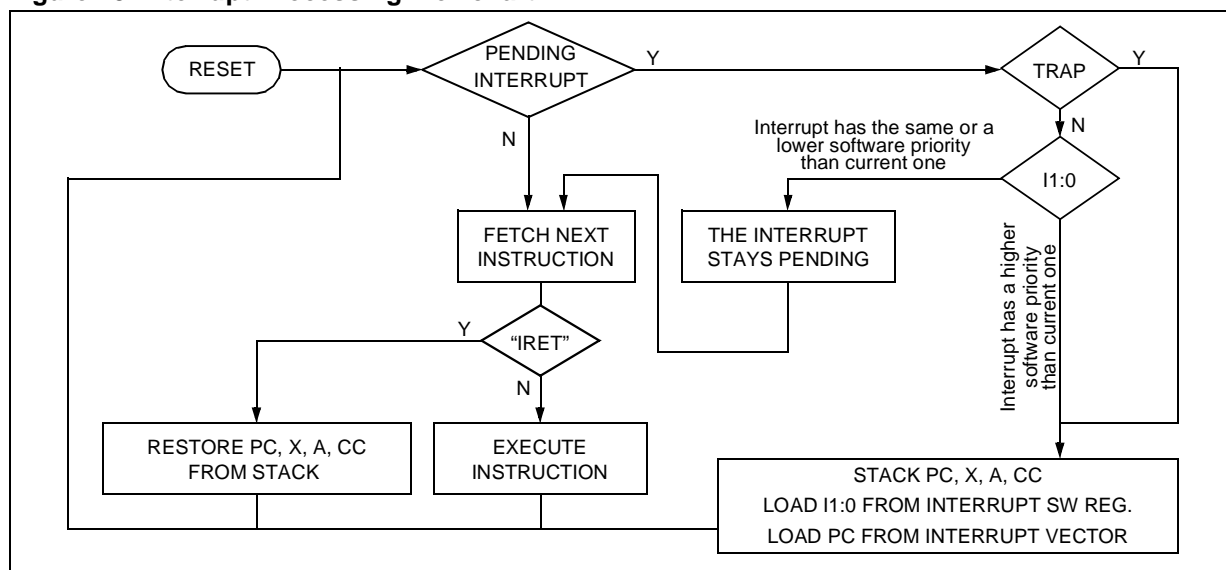 RESET
PENDING
INTERRUPT
Y
TRAP
Y
N
N
Interrupt has the same or a
lower software priority
than current one
I1:0
FETCH NEXT
INSTRUCTION
THE INTERRUPT
STAYS PENDING
Interrupt has a higher
software priority
than current one
Y
“IRET”
N
RESTORE PC, X, A, CC
FROM STACK
EXECUTE
INSTRUCTION
STACK PC, X, A, CC
LOAD I1:0 FROM INTERRUPT SW REG.
LOAD PC FROM INTERRUPT VECTOR